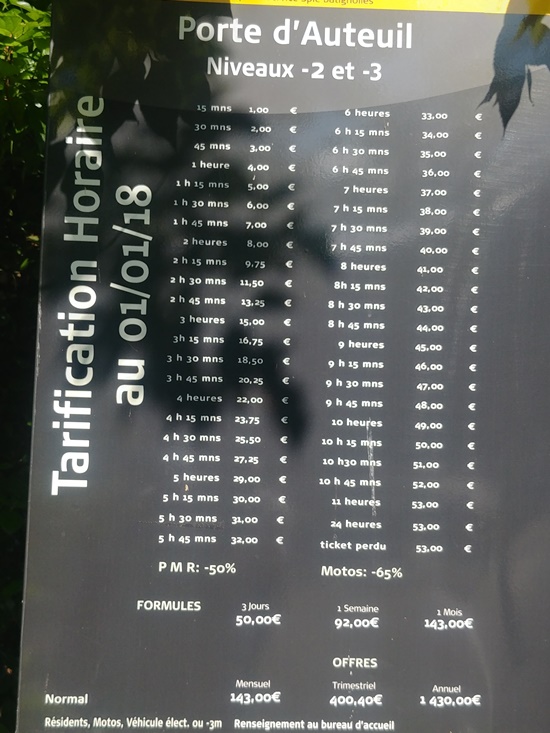 Porte d'Auteuil
Niveaux -2 et -3
Tarification Horaire
au 01/01/18
15 mns 1,00 €
30 mns 2,00 €
45 mns 3,00 €
1 heure 4,00 €
1 h 15 mns 5,00 €
1 h 30 mns 6,00 €
1 h 45 mns 7,00 €
2 heures 8,00 €
2 h 15 mns 9,75 €
2 h 30 mns 11,50 €
2 h 45 mns 13,25 €
3 heures 15,00 €
3h 15 mns 16,75 €
3 h 30 mns 18,50 €
3 h 45 mns 20,25 €
4 heures 22,00 €
4 h 15 mns 23,75 €
4 h 30 mns 25,50 €
4 h 45 mns 27,25 €
5 heures 29,00 €
5 h 15 mns 30,00 €
5 h 30 mns 31,00 €
5 h 45 mns 32,00 €
6 heures 33,00 €
6 h 15 mns 34,00 €
6 h 30 mns 35,00 €
6 h 45 mns 36,00 €
7 heures 37,00 €
7 h 15 mns 38,00 €
7 h 30 mns 39,00 €
7 h 45 mns 40,00 €
8 heures 41,00 €
8h 15 mns 42,00 €
8 h 30 mns 43,00 €
8 h 45 mns 44,00 €
9 heures 45,00 €
9 h 15 mns 46,00 €
9 h 30 mns 47,00 €
9 h 45 mns 48,00 €
10 heures 49,00 €
10 h 15 mns 50,00 €
10 h30 mns 51,00 €
10 h 45 mns 52,00 €
11 heures 53,00 €
24 heures 53,00 €
ticket perdu 53,00 €
P M R: -50%
Motos: -65%
FORMULES
3 Jours
50,00€
1 Semaine
92,00€
1 Mois
143,00€
OFFRES
Mensuel Trimestriel Annuel
Normal 143,00€ 400,40€ 1 430,00€
Résidents, Motos, Véhicule élect. ou -3m Renseignement au bureau d'accueil